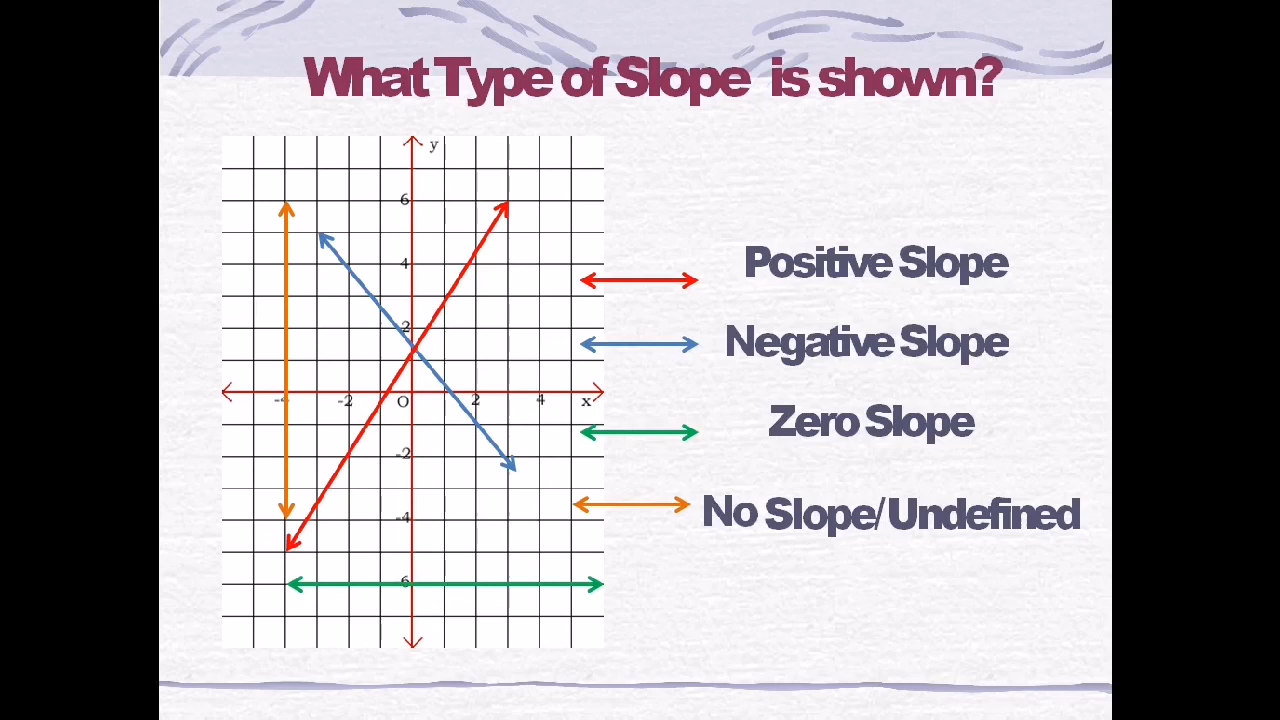 What Type of Slope is shown?
y
6
4
2
-4 -2 O 2 4 x
-2
-4
-6
Positive Slope
Negative Slope
Zero Slope
No Slope/Undefined